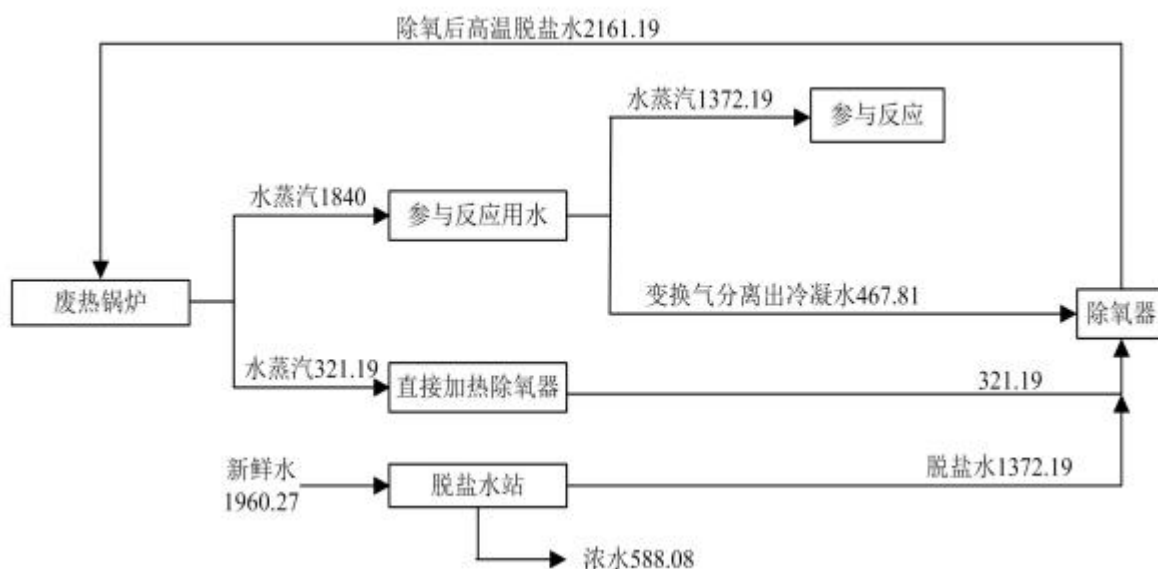 除氧后高温脱盐水2161.19
水蒸汽1372.19
参与反应
水蒸汽1840
参与反应用水
废热锅炉
变换气分离出冷凝水467.81
除氧器
水蒸汽321.19
直接加热除氧器
321.19
新鲜水
1960.27
脱盐水站
脱盐水1372.19
浓水588.08